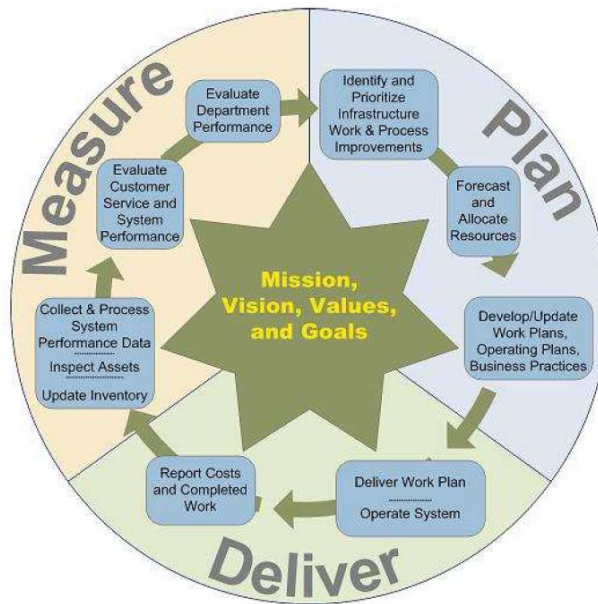 Measure
Plan
Deliver
Evaluate
Department
Performance
Identify and
Prioritize
Infrastructure
Work & Process
Improvements
Forecast
and
Allocate
Resources
Develop/Update
Work Plans,
Operating Plans,
Business Practices
Deliver Work Plan
Operate System
Report Costs
and Completed
Work
Collect & Process
System
Performance Data
Inspect Assets
Update Inventory
Evaluate
Customer
Service and
System
Performance
Mission,
Vision, Values,
and Goals